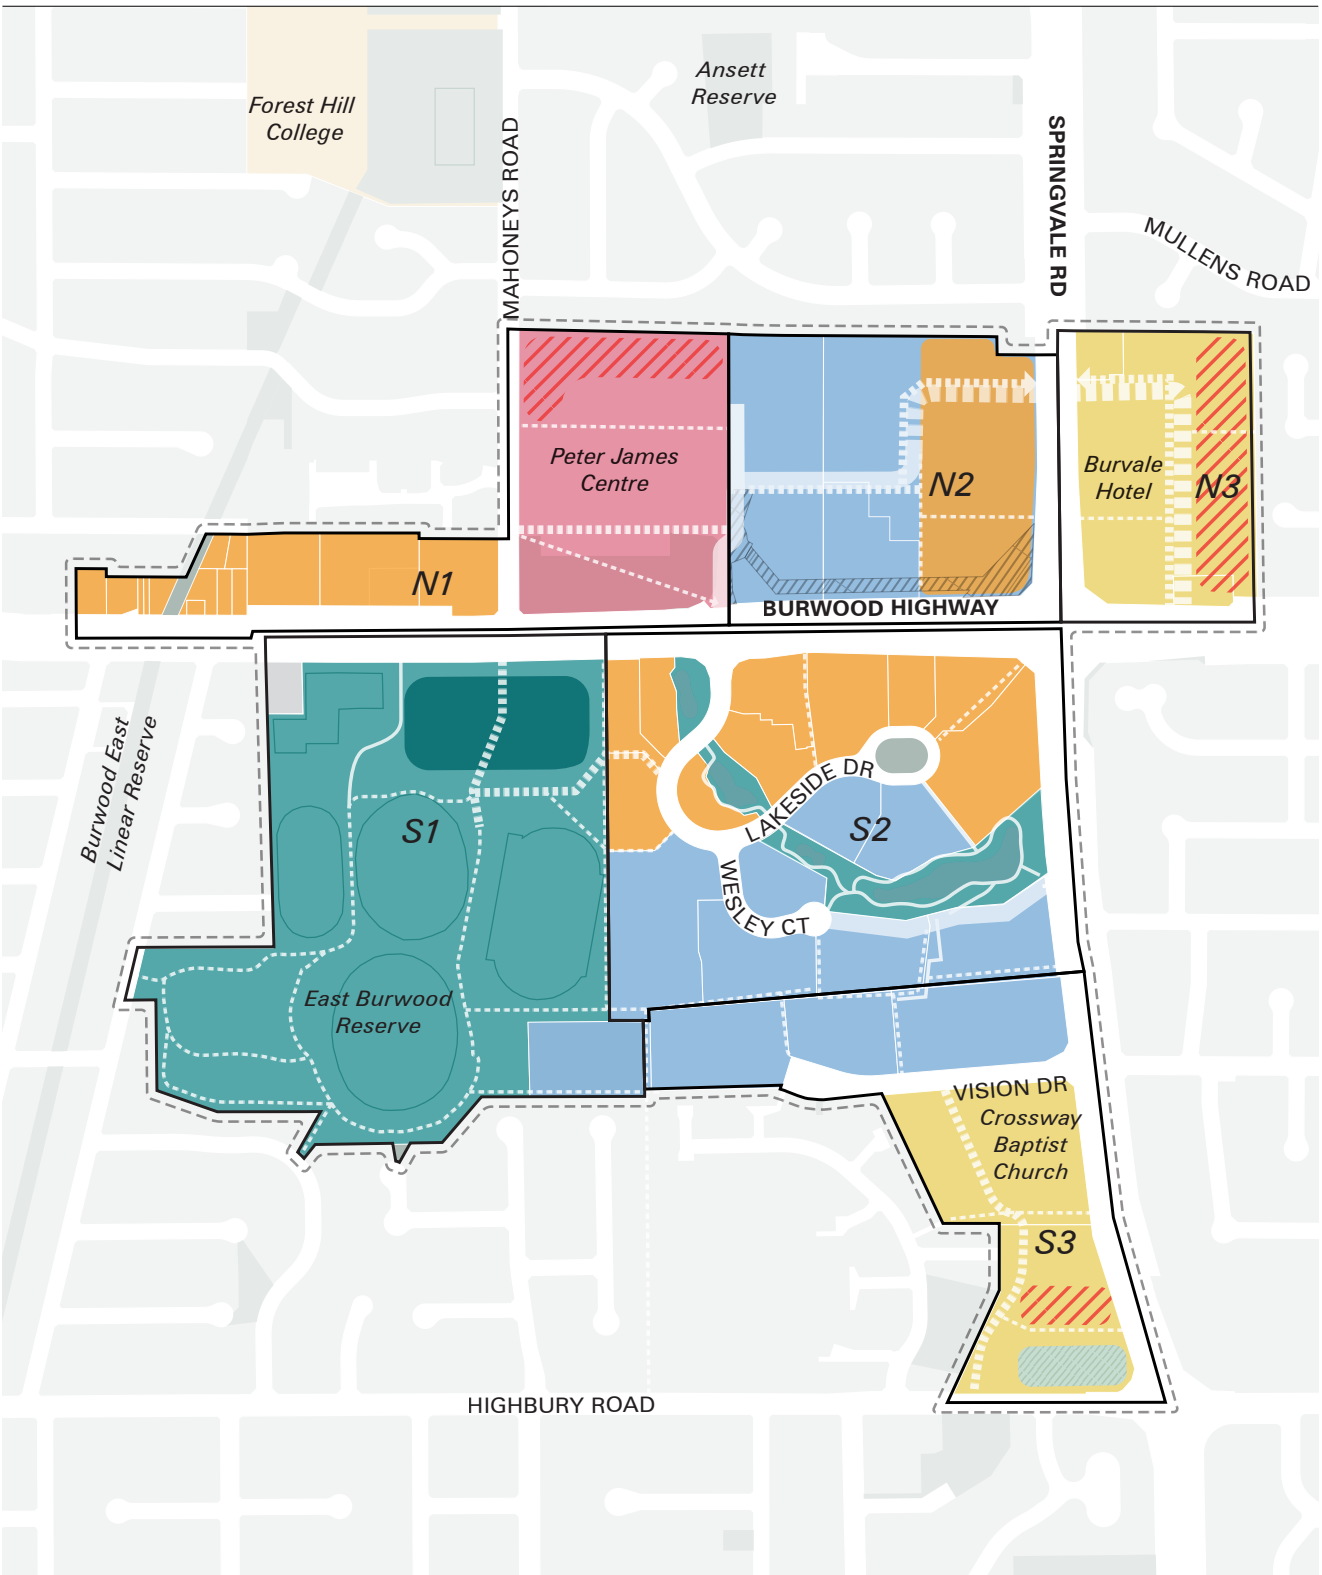 Ansett
Reserve
Forest Hill
College
MAHONEYS ROAD
SPRINGVALE RD
MULLENS ROAD
Peter James
Centre
N2
Burvale
Hotel
N3
N1
BURWOOD HIGHWAY
Burwood East
Linear Reserve
S1
LAKESIDE DR
S2
WESLEY CT
East Burwood
Reserve
VISION DR
Crossway
Baptist
Church
S3
HIGHBURY ROAD